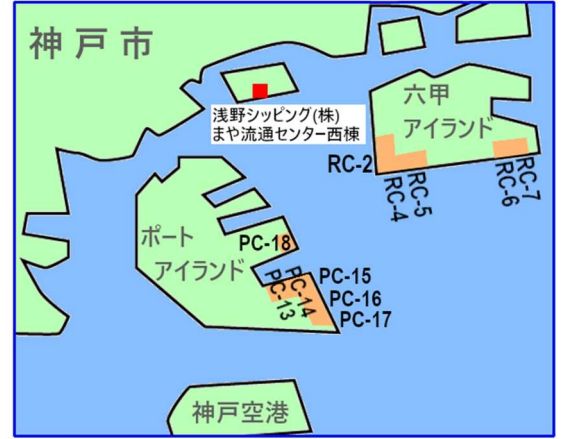 神戸市
浅野シッピング(株)
まや流通センター西棟
六甲
アイランド
RC-2
RC-4
RC-5
RC-6
RC-7
ポート
アイランド
PC-18
PC-13
PC-14
PC-15
PC-16
PC-17
神戸空港